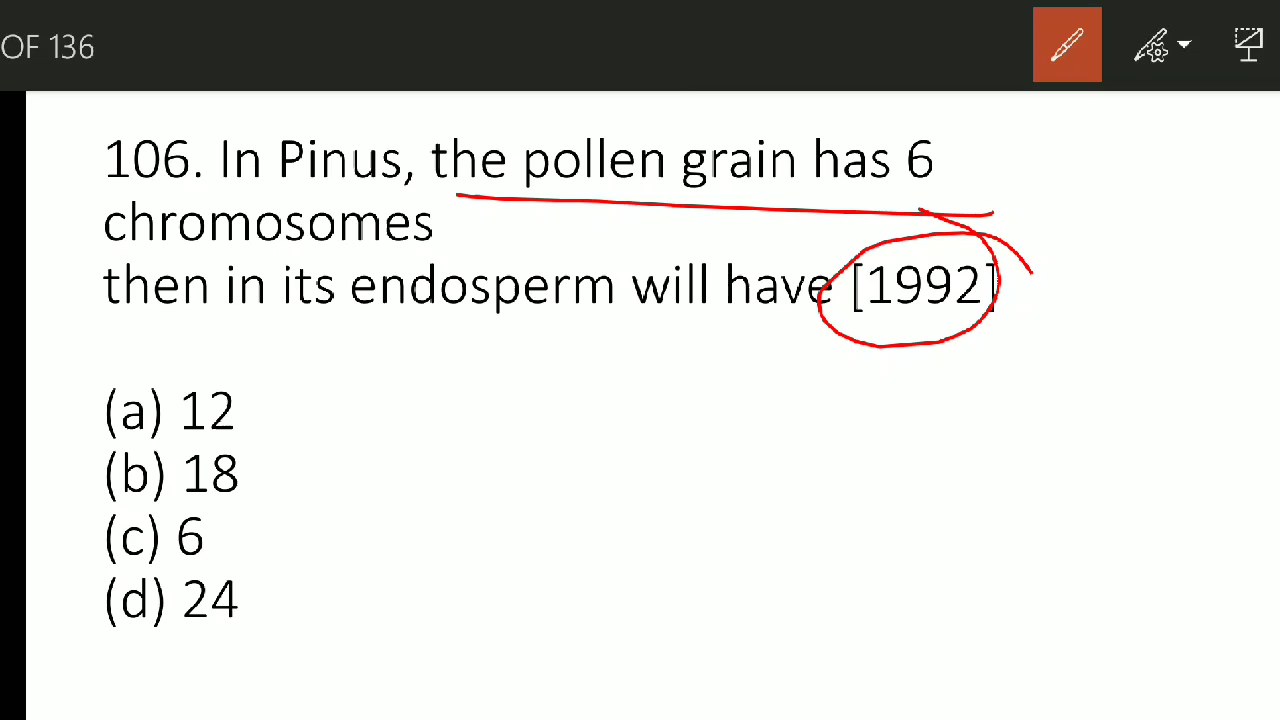 OF 136
106. In Pinus, the pollen grain has 6
chromosomes
then in its endosperm will have [1992]
(a) 12
(b) 18
(c) 6
(d) 24